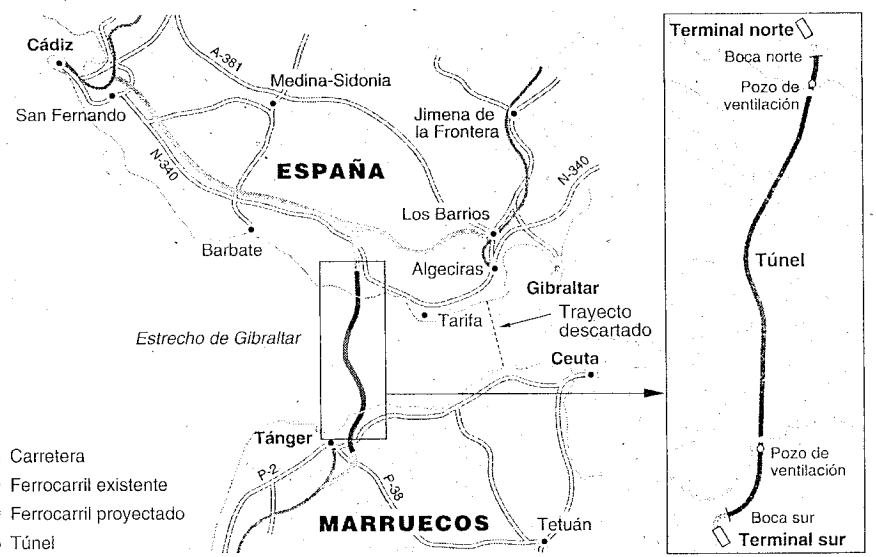 Cádiz
A-381
Medina-Sidonia
San Fernando
Jimena de
la Frontera
ESPAÑA
N-340
N-340
Los Barrios
Barbate
Algeciras
Gibraltar
Tarifa
Trayecto
descartado
Estrecho de Gibraltar
Ceuta
Tánger
P-2
P-38
MARRUECOS
Tetuán
Carretera
Ferrocarril existente
Ferrocarril proyectado
Túnel
Terminal norte
Boca norte
Pozo de
ventilación
Túnel
Pozo de
ventilación
Boca sur
Terminal sur